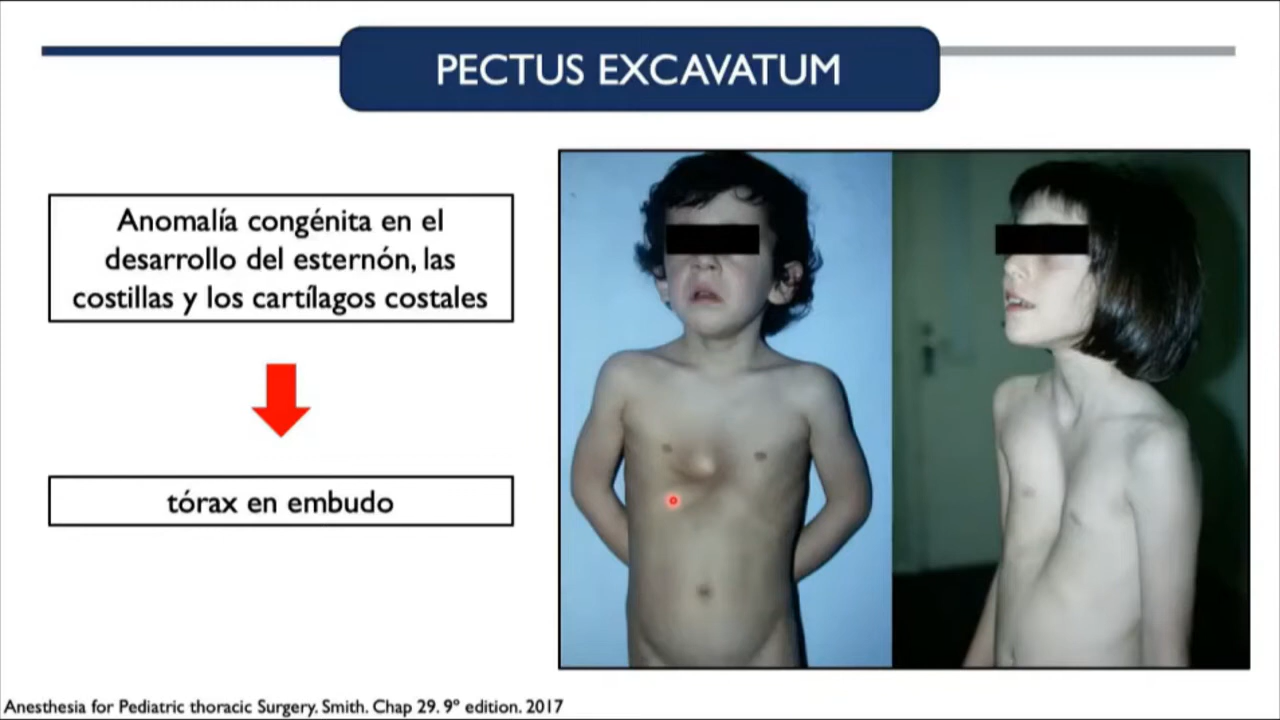 PECTUS EXCAVATUM
Anomalía congénita en el
desarrollo del esternón, las
costillas y los cartílagos costales
tórax en embudo
Anesthesia for Pediatric thoracic Surgery. Smith. Chap 29. 9º edition. 2017